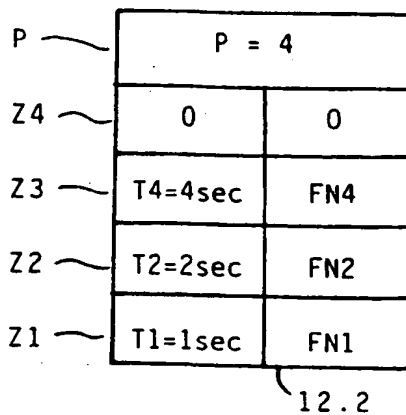 P P = 4
Z4 0 0
Z3 T4=4sec FN4
Z2 T2=2sec FN2
Z1 T1=1sec FN1
12.2